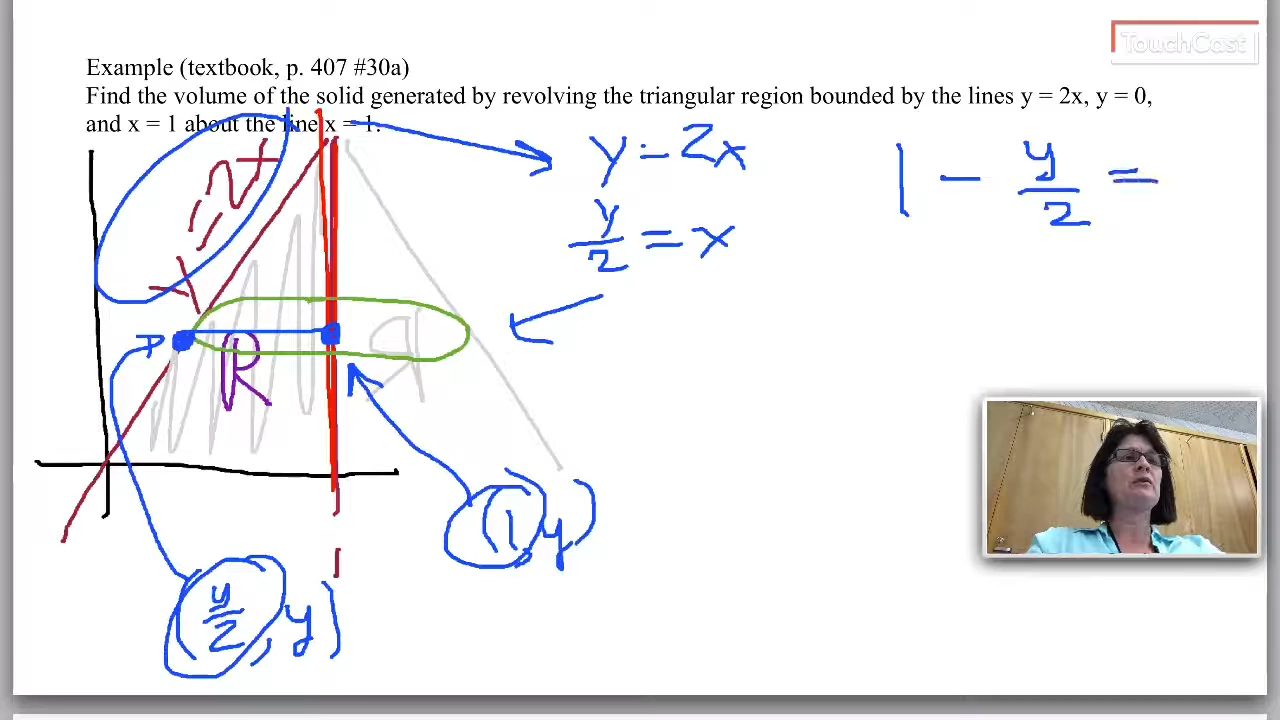 TouchCast
Example (textbook, p. 407 #30a)
Find the volume of the solid generated by revolving the triangular region bounded by the lines y = 2x, y = 0,
and x = 1 about the line x = 1.
y = 2x
y = 2x
y/2 = x
1 - y/2 =
P
R
R
(1, y)
(y/2, y)